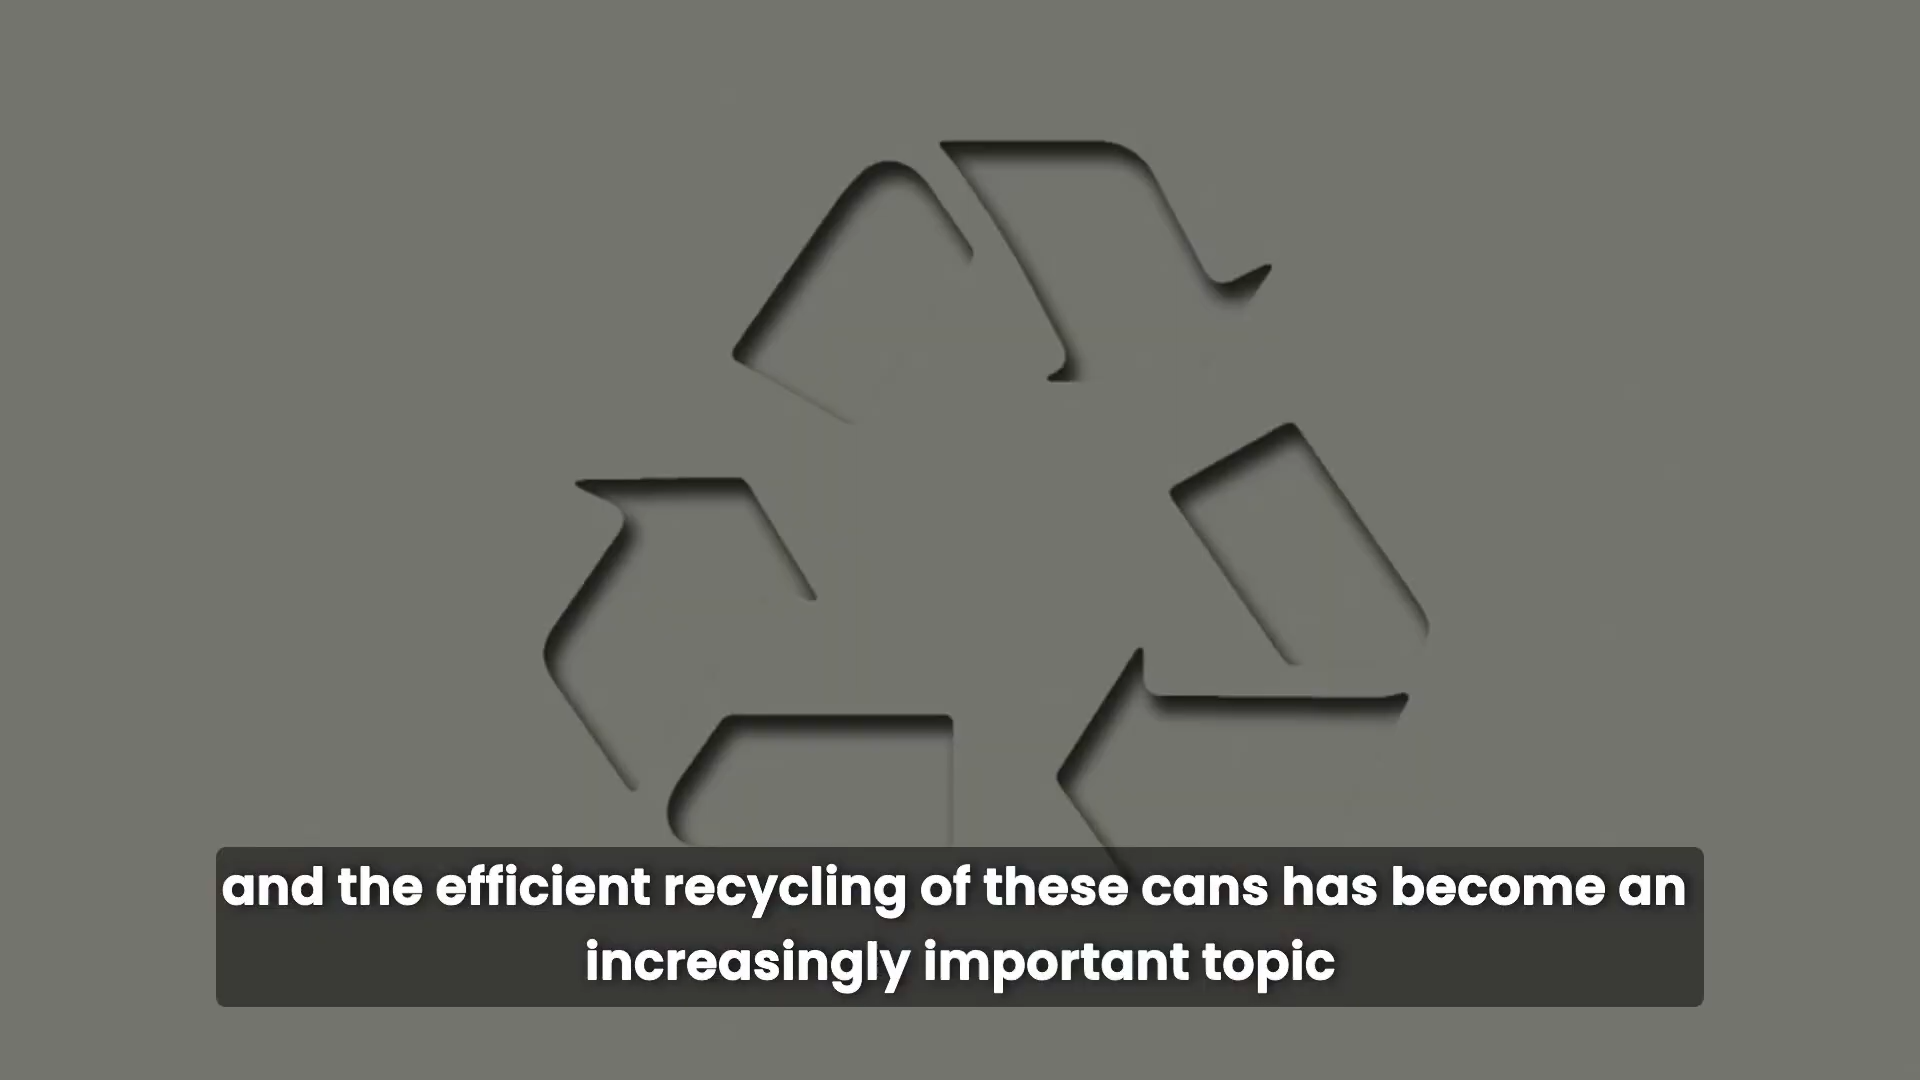 and the efficient recycling of these cans has become an
increasingly important topic